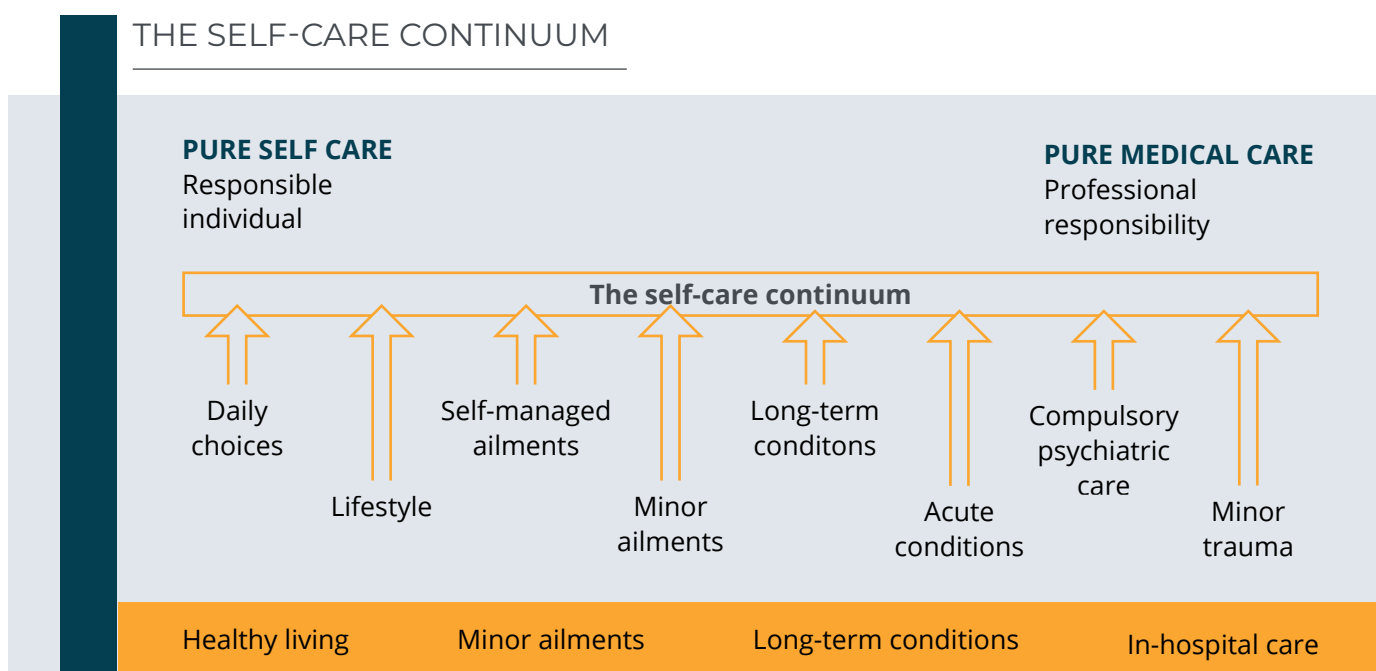 THE SELF-CARE CONTINUUM
PURE SELF CARE
Responsible
individual
PURE MEDICAL CARE
Professional
responsibility
The self-care continuum
Daily
choices
Lifestyle
Self-managed
ailments
Minor
ailments
Long-term
conditons
Acute
conditions
Compulsory
psychiatric
care
Minor
trauma
Healthy living
Minor ailments
Long-term conditions
In-hospital care